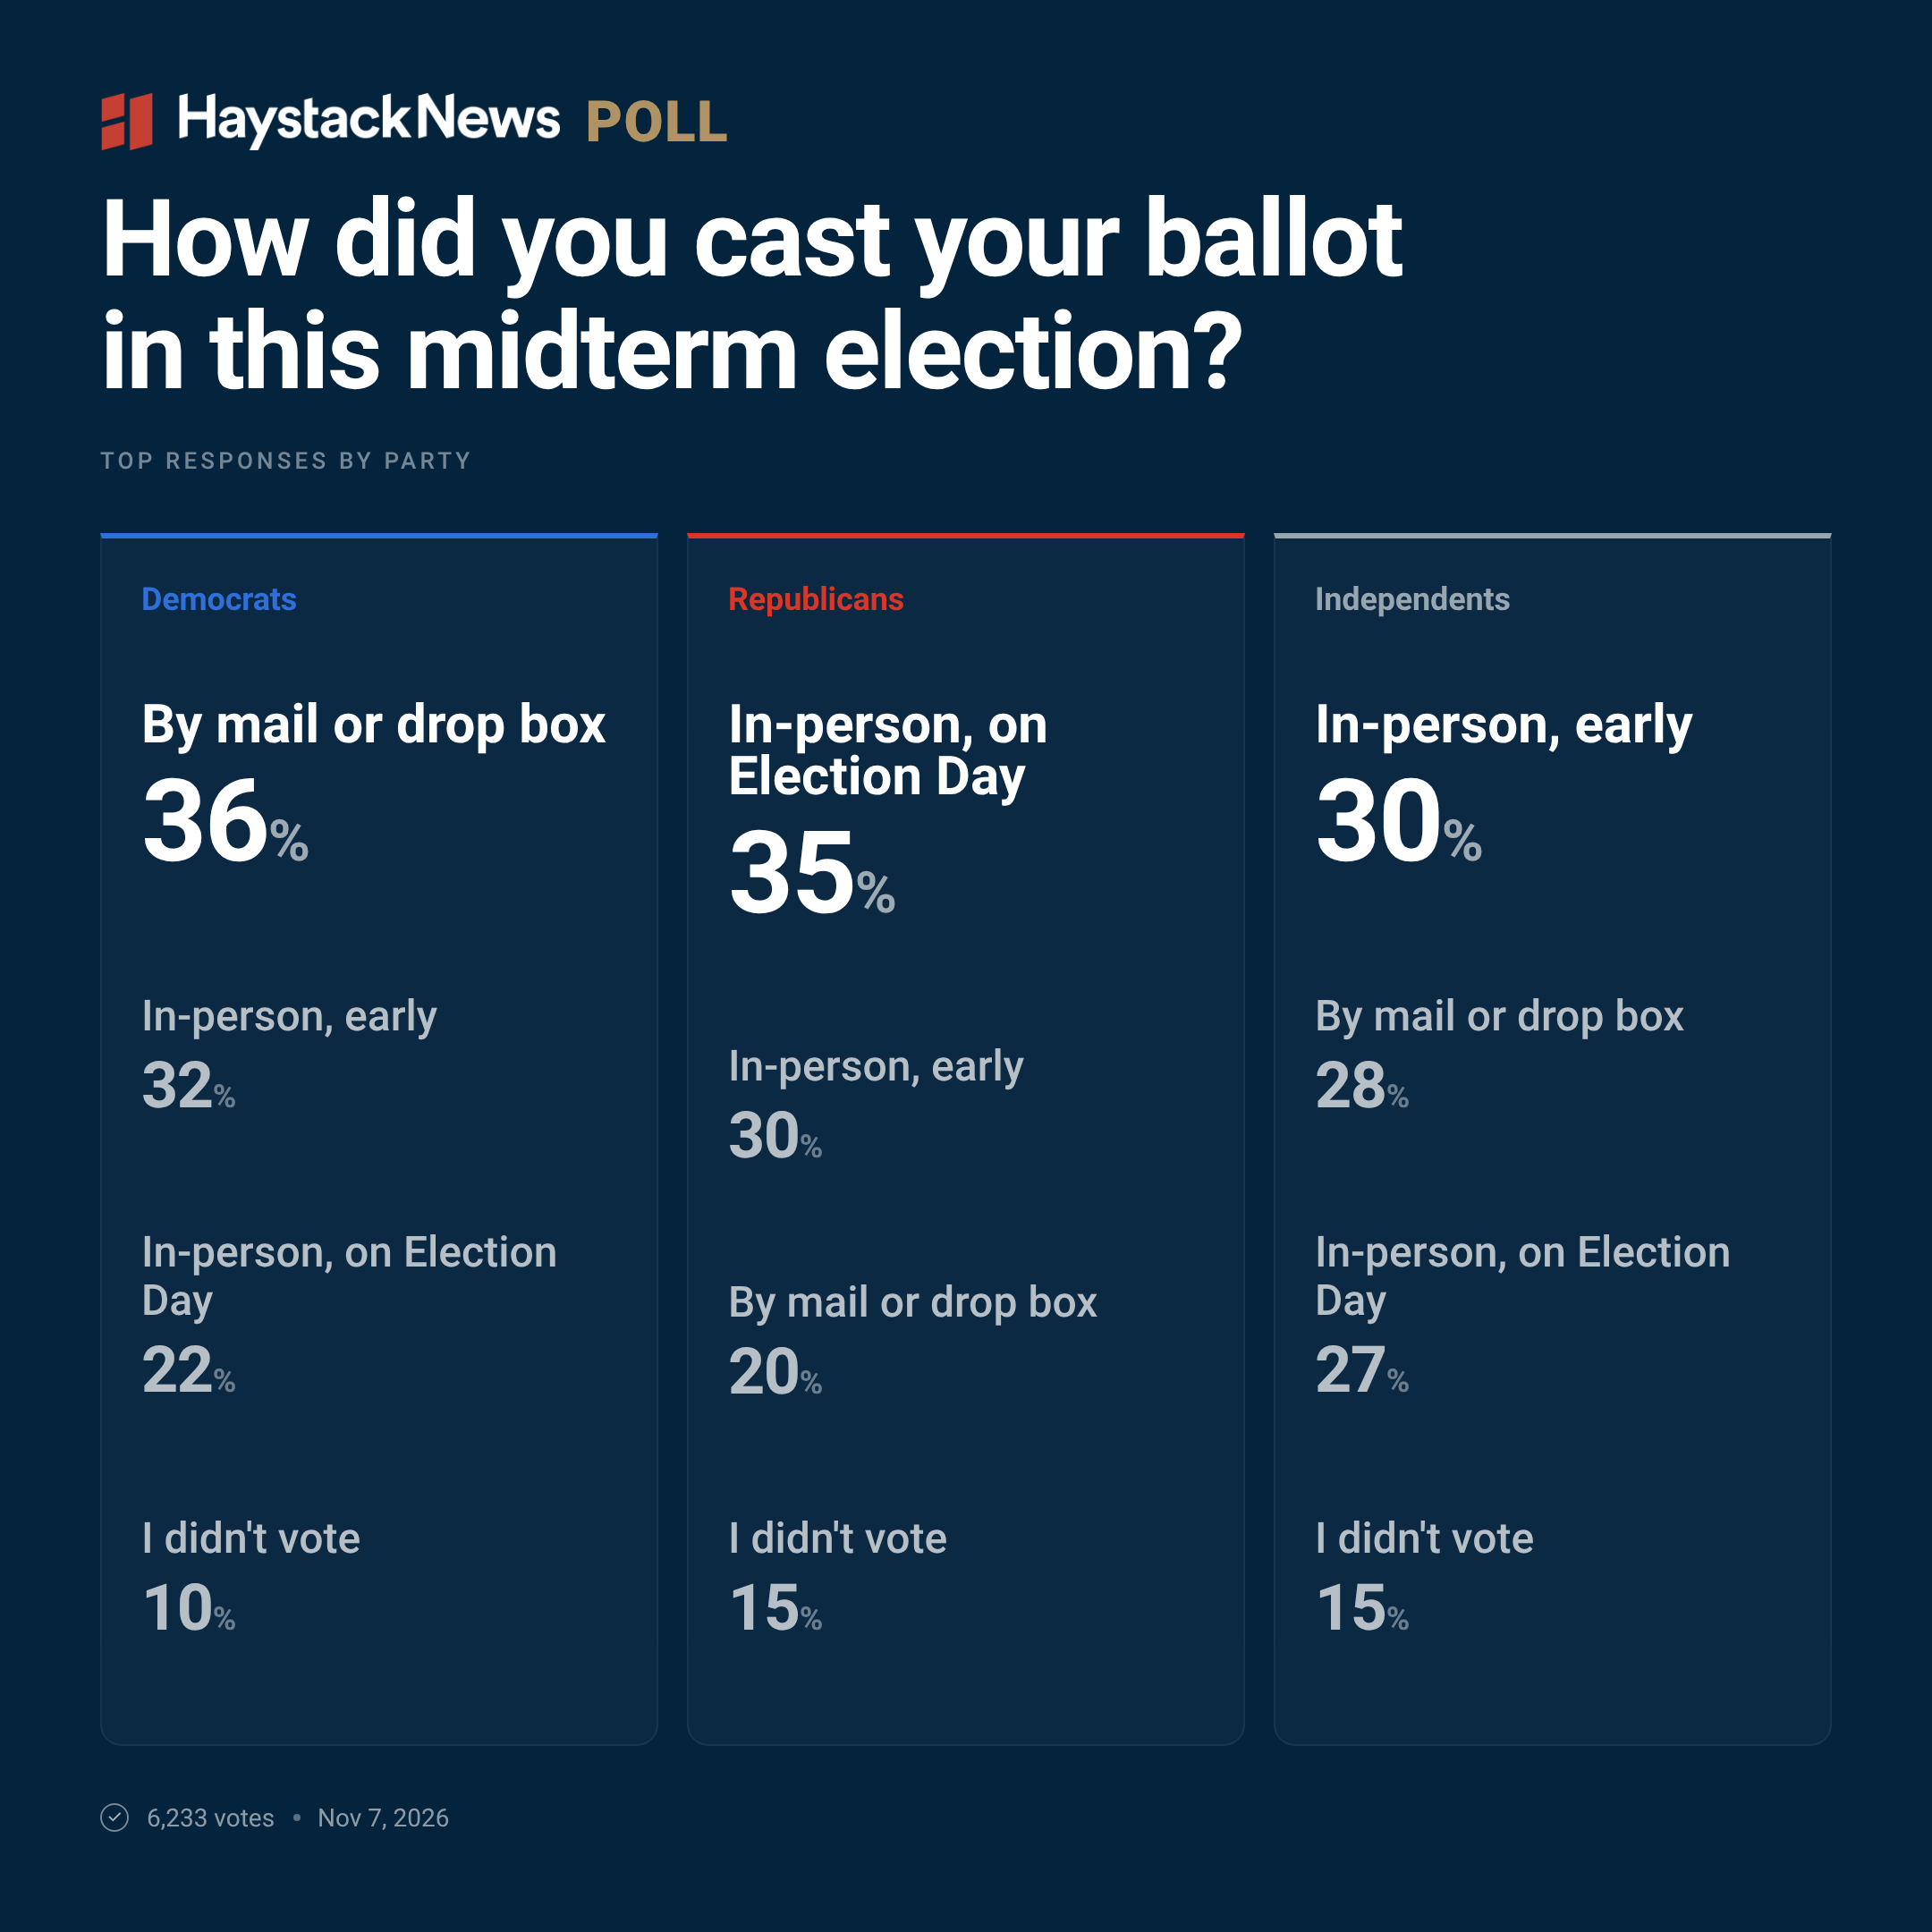 HaystackNews POLL
How did you cast your ballot
in this midterm election?
TOP RESPONSES BY PARTY
Democrats
By mail or drop box
36%
In-person, early
32%
In-person, on Election
Day
22%
I didn't vote
10%
Republicans
In-person, on
Election Day
35%
In-person, early
30%
By mail or drop box
20%
I didn't vote
15%
Independents
In-person, early
30%
By mail or drop box
28%
In-person, on Election
Day
27%
I didn't vote
15%
6,233 votes • Nov 7, 2026